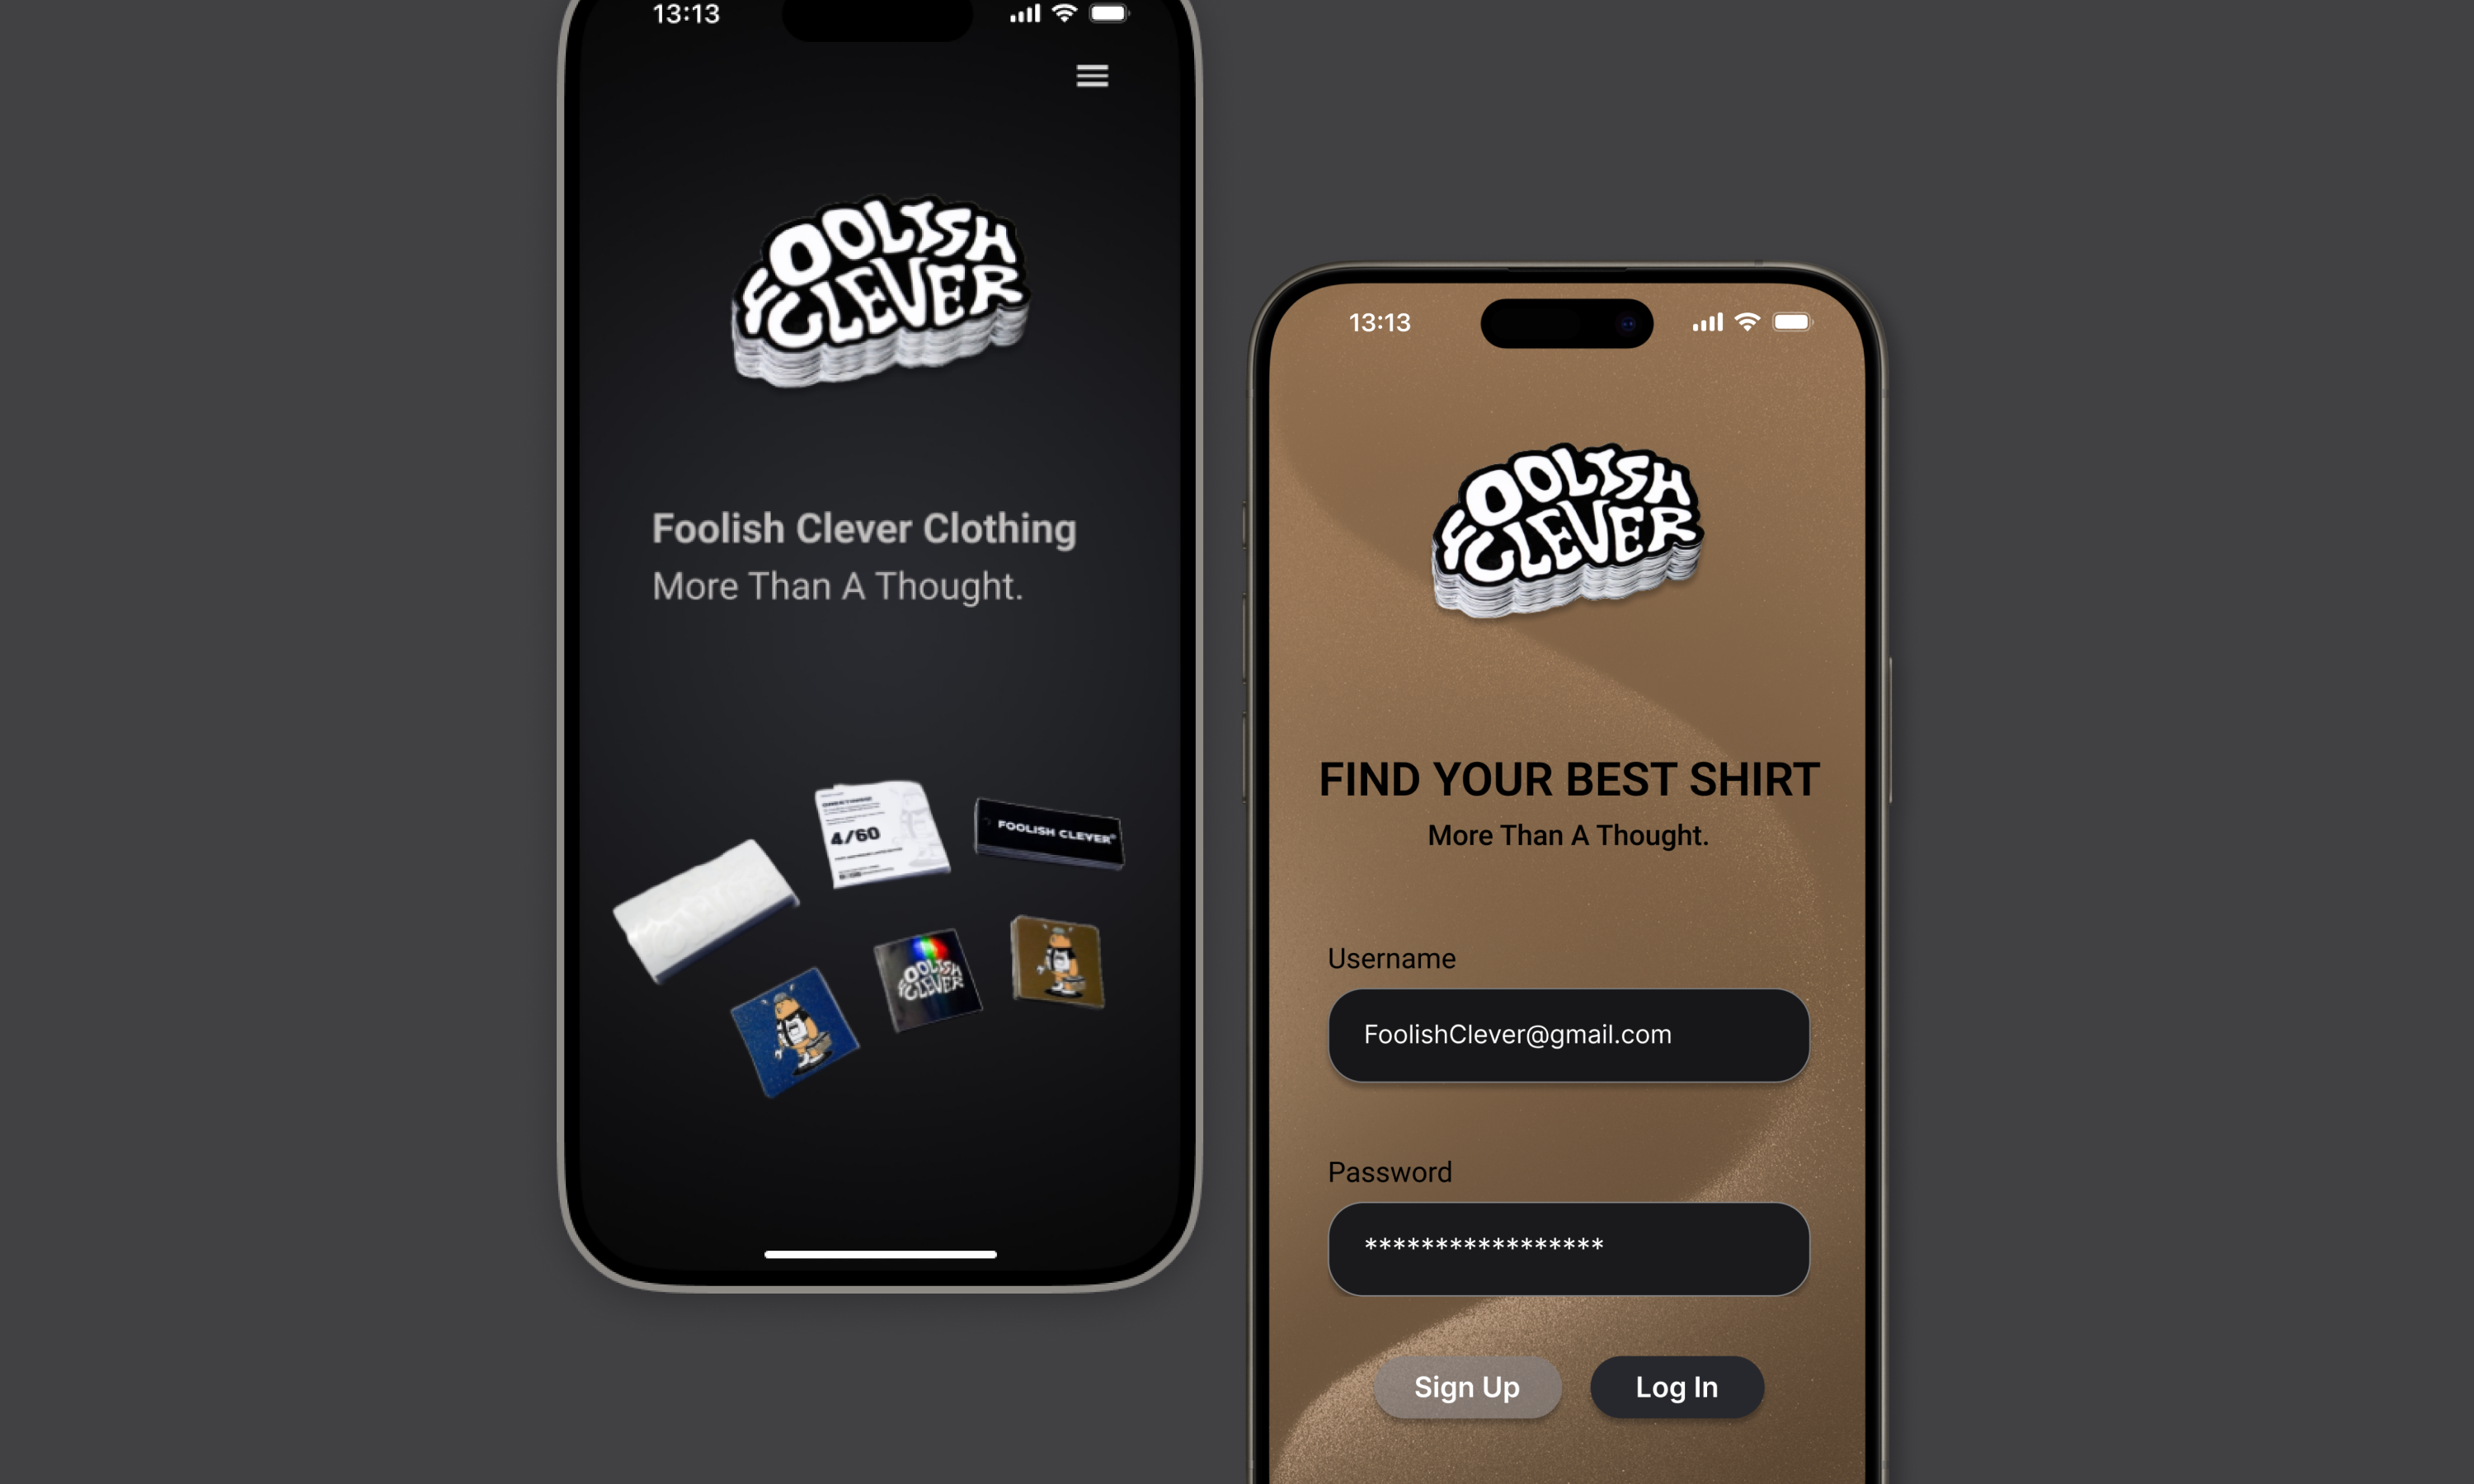 13:13
FOOLISH
CLEVER
Foolish Clever Clothing
More Than A Thought.
4/60
FOOLISH CLEVER®
FOOLISH
CLEVER
13:13
FOOLISH
CLEVER
FIND YOUR BEST SHIRT
More Than A Thought.
Username
FoolishClever@gmail.com
Password
*****************
Sign Up
Log In